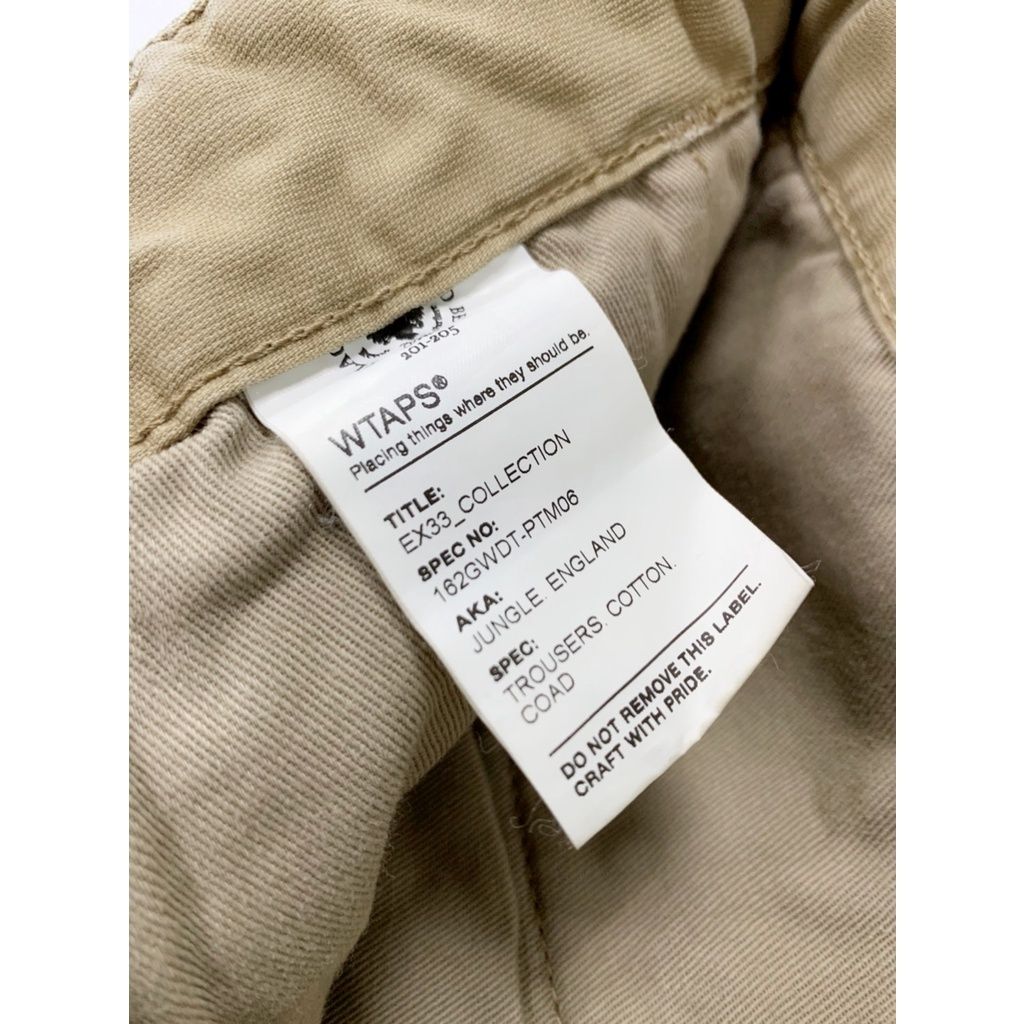 BE
201-205
WTAPS®
Placing things where they should be.
TITLE:
EX33_COLLECTION
SPEC NO:
162GWDT-PTM06
AKA:
JUNGLE. ENGLAND
SPEC:
TROUSERS. COTTON.
COAD
DO NOT REMOVE THIS LABEL.
CRAFT WITH PRIDE.